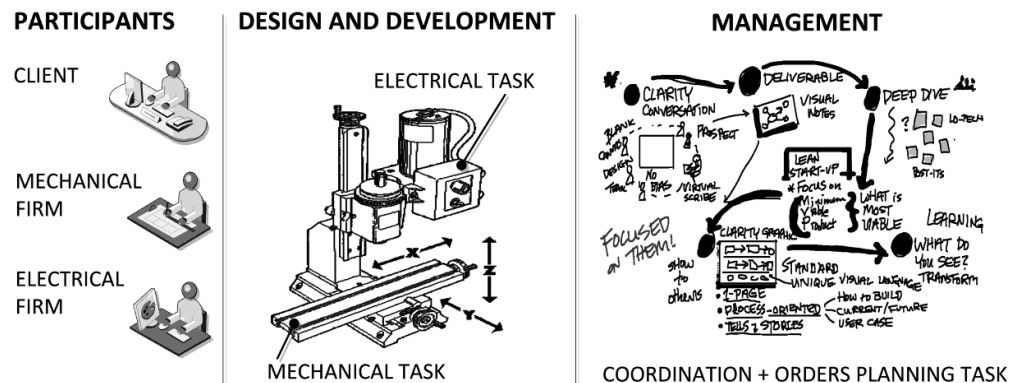 PARTICIPANTS
CLIENT
MECHANICAL
FIRM
ELECTRICAL
FIRM
DESIGN AND DEVELOPMENT
ELECTRICAL TASK
X
Z
Y
MECHANICAL TASK
MANAGEMENT
CLARITY
CONVERSATION
DELIVERABLE
DEEP DIVE
VISUAL
NOTES
?
LO-TECH
POST-ITS
BLANK
CANVAS
DESIGN
TEAM
NO
BIAS
PROSPECT
VIRTUAL
SCRIBE
LEAN
START-UP
* FOCUS ON
MINIMUM
VIABLE
PRODUCT
WHAT IS
MOST
VIABLE
LEARNING
WHAT DO
YOU SEE?
TRANSFORM
FOCUSED
ON THEM!
SHOW
TO
OTHERS
CLARITY GRAPHIC
STANDARD
UNIQUE VISUAL LANGUAGE
• 1-PAGE
• PROCESS-ORIENTED
• TELLS STORIES
HOW TO BUILD
CURRENT/FUTURE
USER CASE
COORDINATION + ORDERS PLANNING TASK